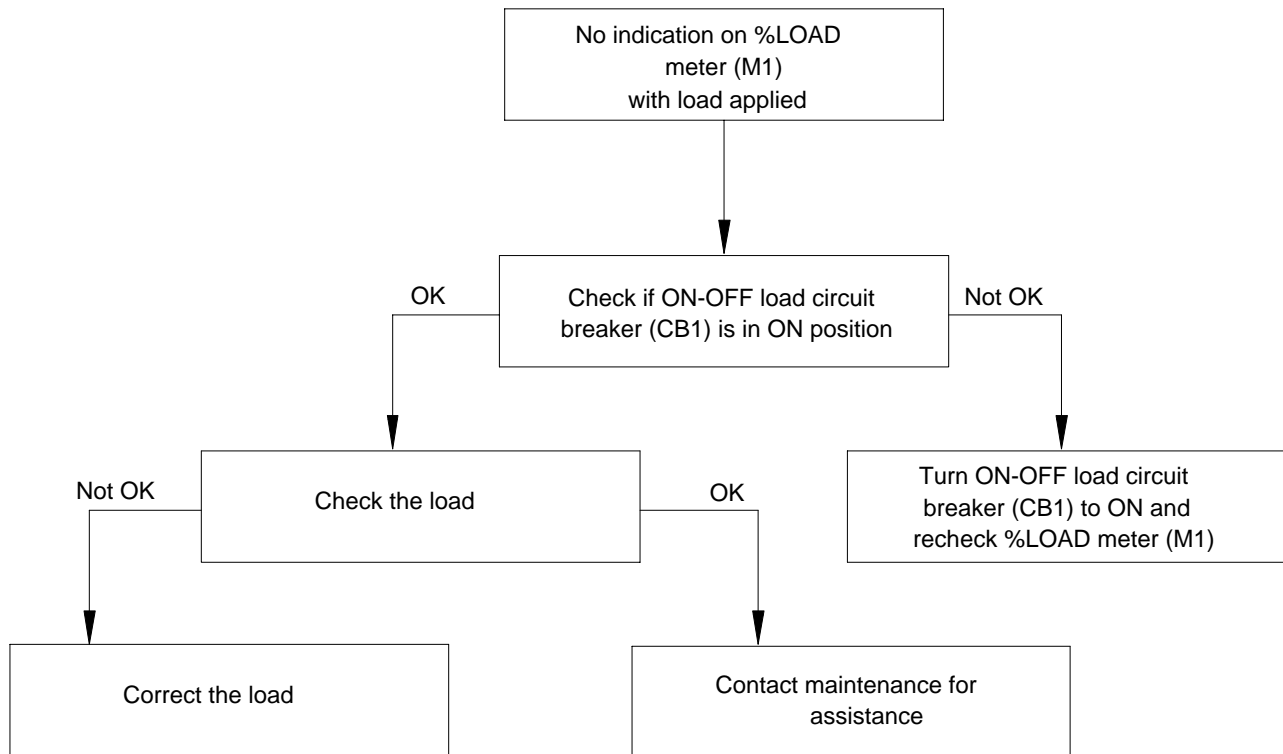 No indication on %LOAD
meter (M1)
with load applied
OK
Check if ON-OFF load circuit
breaker (CB1) is in ON position
Not OK
Not OK
Check the load
OK
Turn ON-OFF load circuit
breaker (CB1) to ON and
recheck %LOAD meter (M1)
Correct the load
Contact maintenance for
assistance